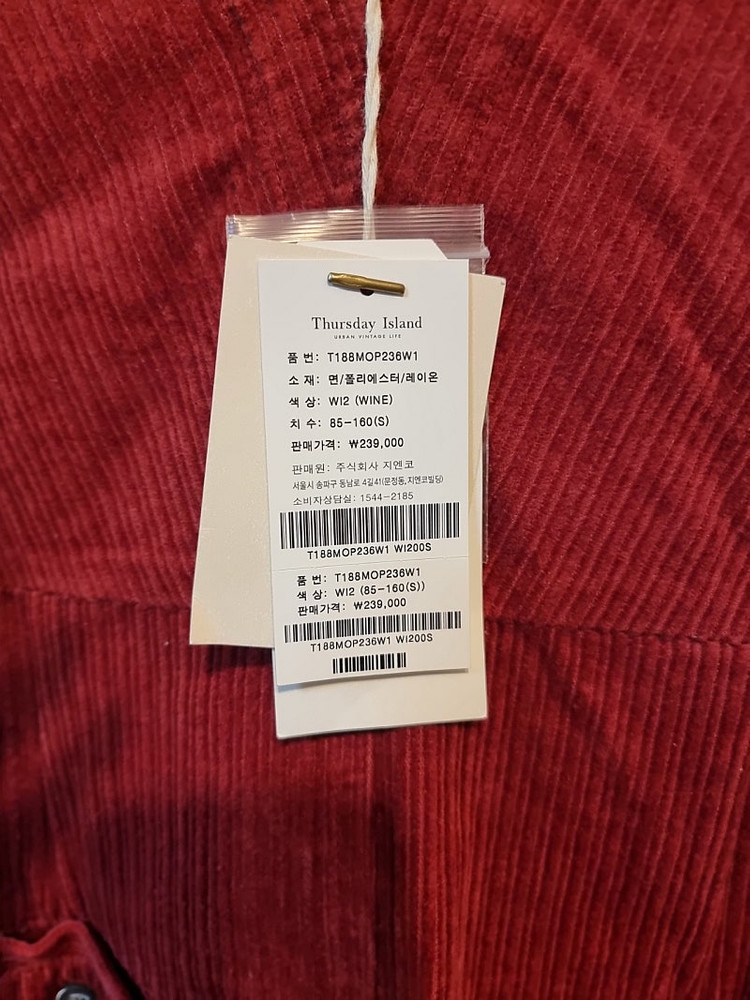 Thursday Island
URBAN VINTAGE LIFE
품 번: T188MOP236W1
소 재: 면/폴리에스터/레이온
색 상: WI2 (WINE)
치 수: 85-160(S)
판매가격: ₩239,000
판매원: 주식회사 지엔코
서울시 송파구 동남로 4길41(문정동,지엔코빌딩)
소비자상담실: 1544-2185
T188MOP236W1 WI200S
품 번: T188MOP236W1
색 상: WI2 (85-160(S))
판매가격: ₩239,000
T188MOP236W1 WI200S